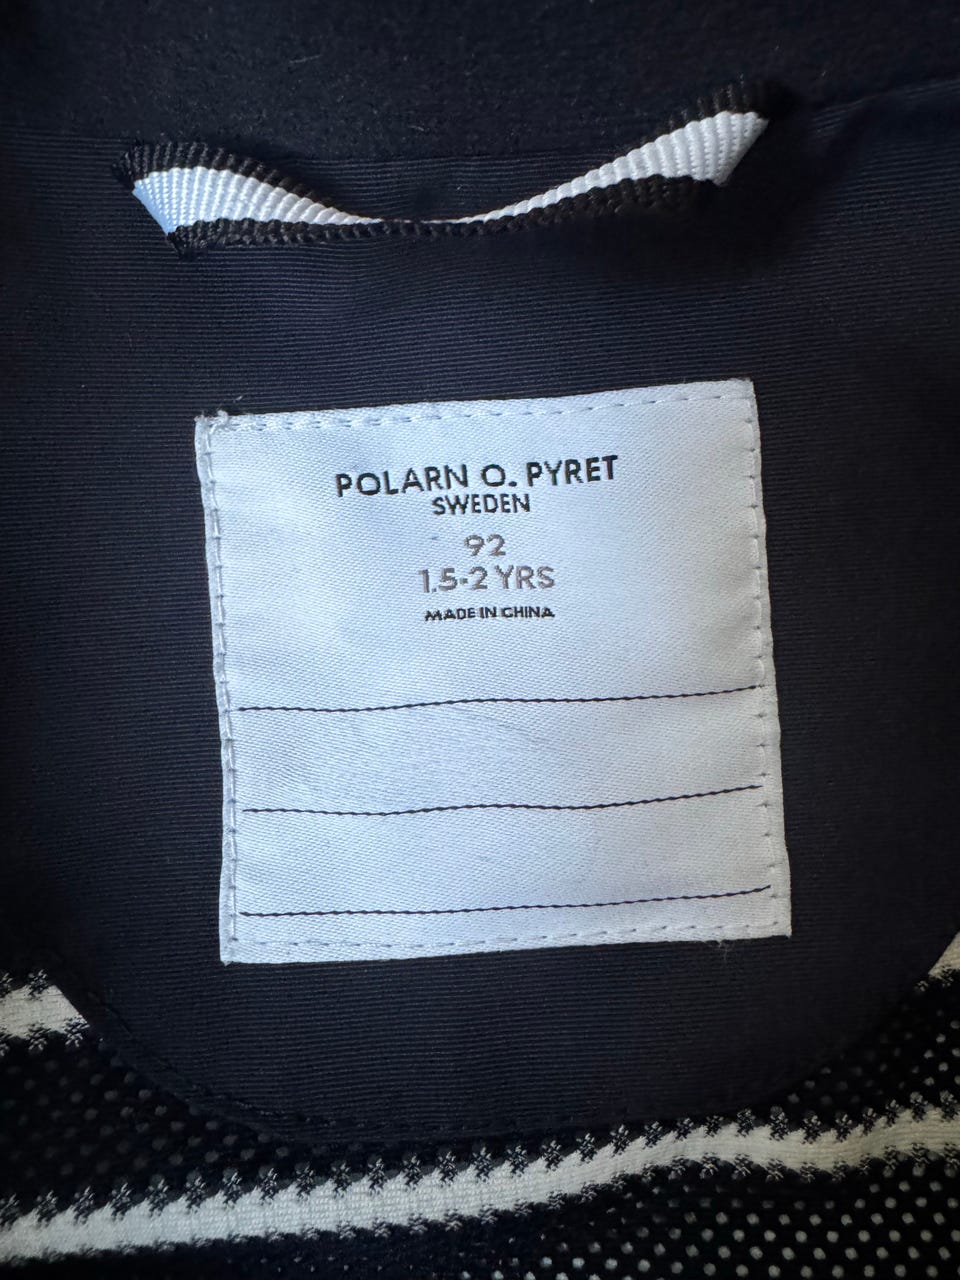 POLARN O. PYRET
SWEDEN
92
1.5-2 YRS
MADE IN CHINA